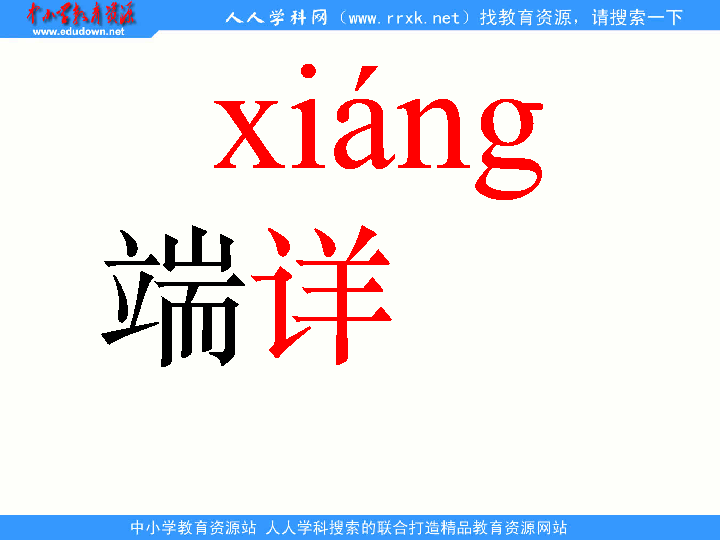 中小学教育资源
www.edudown.net
人人学科网（www.rrxk.net）找教育资源，请搜索一下
xiáng
端详
中小学教育资源站 人人学科搜索的联合打造精品教育资源网站